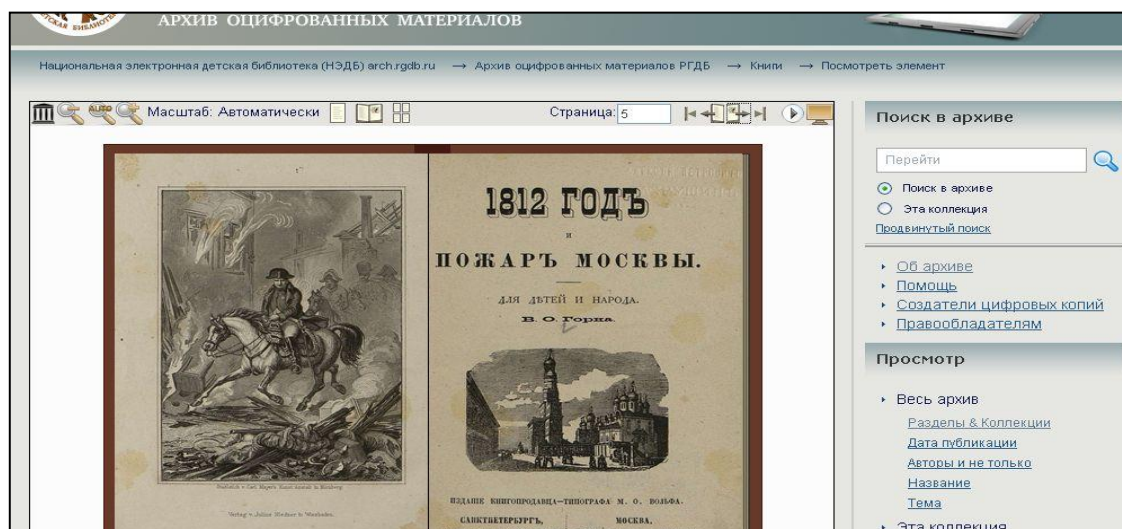 ДЕТСКАЯ БИБЛИОТЕКА
АРХИВ ОЦИФРОВАННЫХ МАТЕРИАЛОВ
Национальная электронная детская библиотека (НЭДБ) arch.rgdb.ru → Архив оцифрованных материалов РГДБ → Книги → Посмотреть элемент
AUTO Масштаб: Автоматически
Страница: 5
1812 ГОДЪ
И
ПОЖАРЪ МОСКВЫ.
ДЛЯ ДѢТЕЙ И НАРОДА.
В. О. Горна.
ИЗДАНІЕ КНИГОПРОДАВЦА—ТИПОГРАФА М. О. ВОЛЬФА.
САНКТПЕТЕРБУРГЪ,
МОСКВА,
Поиск в архиве
Перейти
Поиск в архиве
Эта коллекция
Продвинутый поиск
Об архиве
Помощь
Создатели цифровых копий
Правообладателям
Просмотр
Весь архив
Разделы & Коллекции
Дата публикации
Авторы и не только
Название
Тема
Эта коллекция